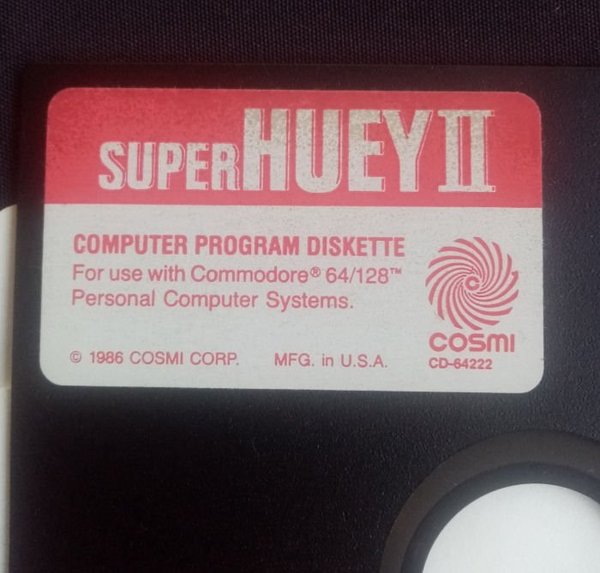 SUPER HUEY II
COMPUTER PROGRAM DISKETTE
For use with Commodore® 64/128™
Personal Computer Systems.
COSMI
CD-64222
© 1986 COSMI CORP. MFG. in U.S.A.